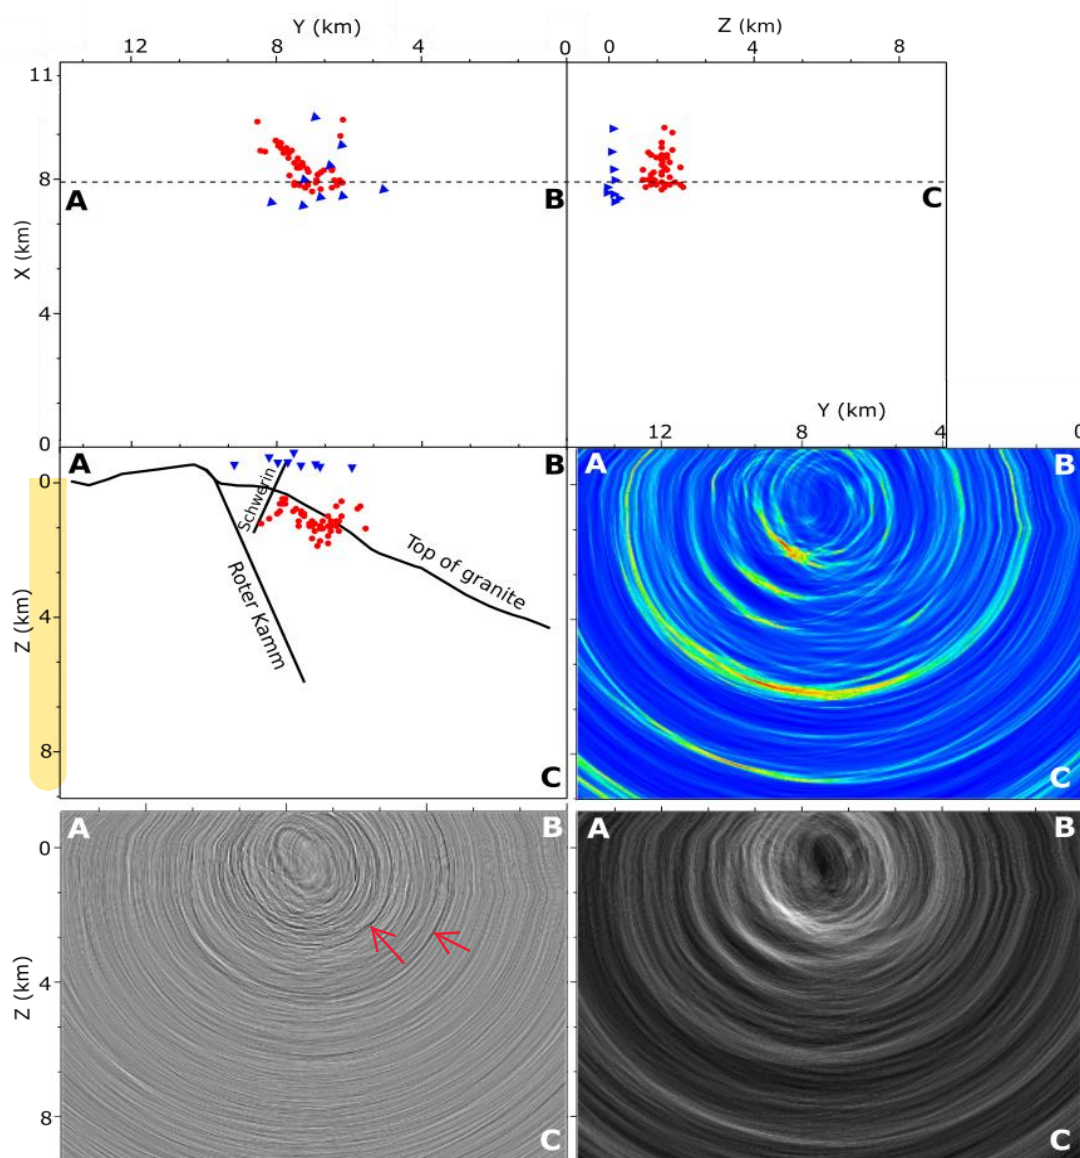 Y (km)
Z (km)
12 8 4 0 0 4 8
11
8
A B C
X (km)
4
Y (km)
0 12 8 4 0
A B A B
0
Schwerin
Top of granite
Roter Kamm
Z (km)
4
8
C C
A B A B
0
Z (km)
4
8
C C